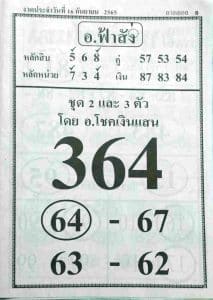 งวดประจำวันที่ 16 กันยายน 2565
อ.ฟ้าสั่ง
หลักสิบ 5 6 8 คู่ 57 53 54
หลักหน่วย 7 3 4 เงิน 87 83 84
ชุด 2 และ 3 ตัว
โดย อ.โชคเงินแสน
364
64 - 67
63 - 62